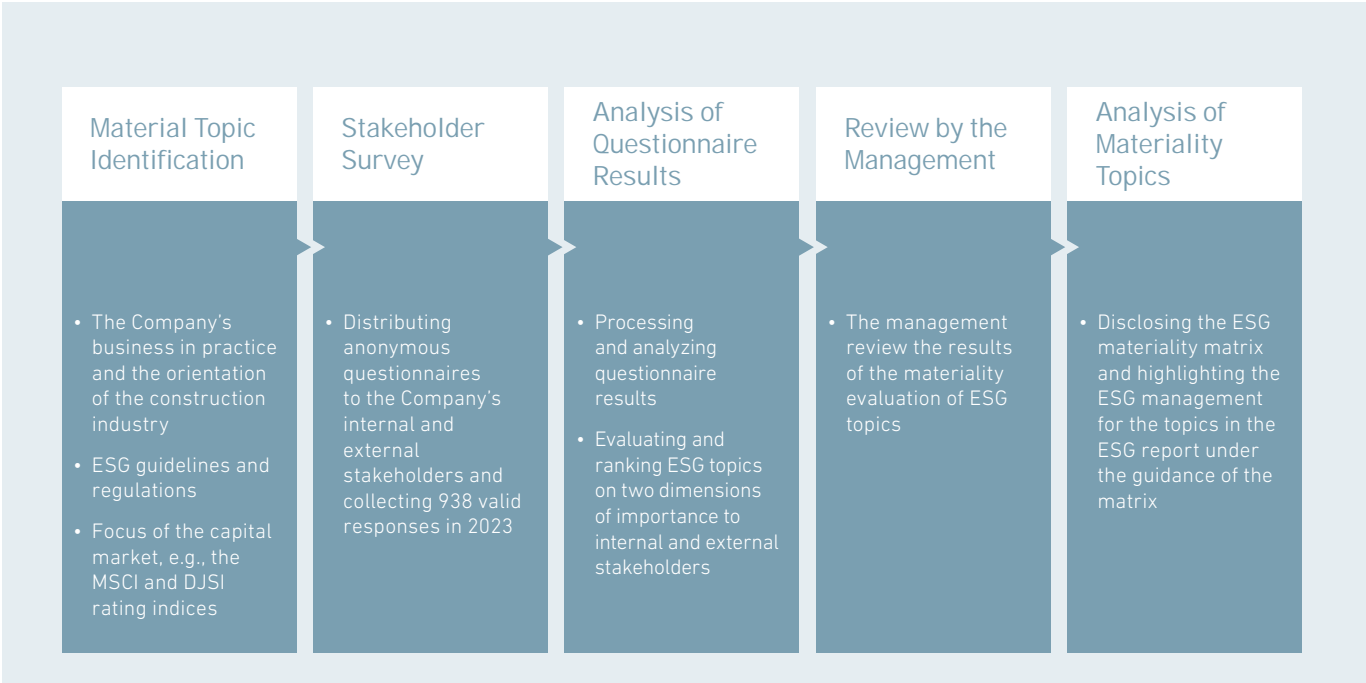 Material Topic
Identification
• The Company's
business in practice
and the orientation
of the construction
industry
• ESG guidelines and
regulations
• Focus of the capital
market, e.g., the
MSCI and DJSI
rating indices
Stakeholder
Survey
• Distributing
anonymous
questionnaires
to the Company's
internal and
external
stakeholders and
collecting 938 valid
responses in 2023
Analysis of
Questionnaire
Results
• Processing
and analyzing
questionnaire
results
• Evaluating and
ranking ESG topics
on two dimensions
of importance to
internal and external
stakeholders
Review by the
Management
• The management
review the results
of the materiality
evaluation of ESG
topics
Analysis of
Materiality
Topics
• Disclosing the ESG
materiality matrix
and highlighting the
ESG management
for the topics in the
ESG report under
the guidance of the
matrix